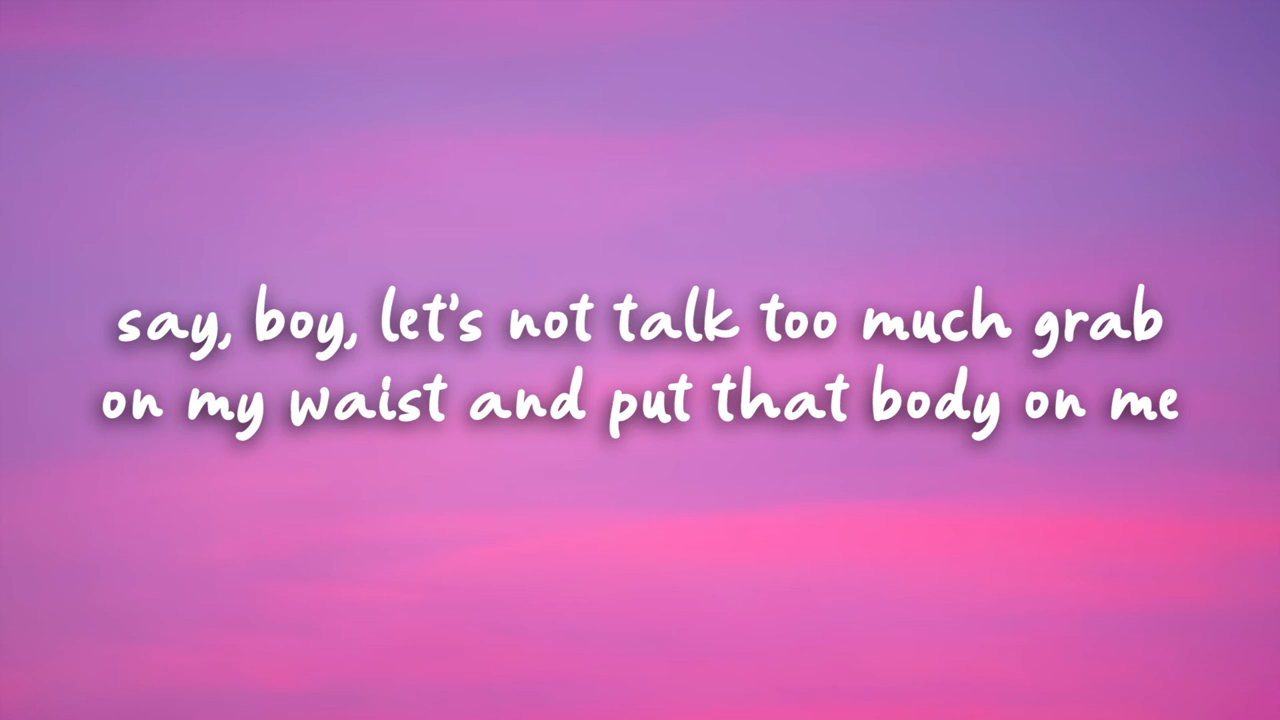 say, boy, let's not talk too much grab
on my waist and put that body on me